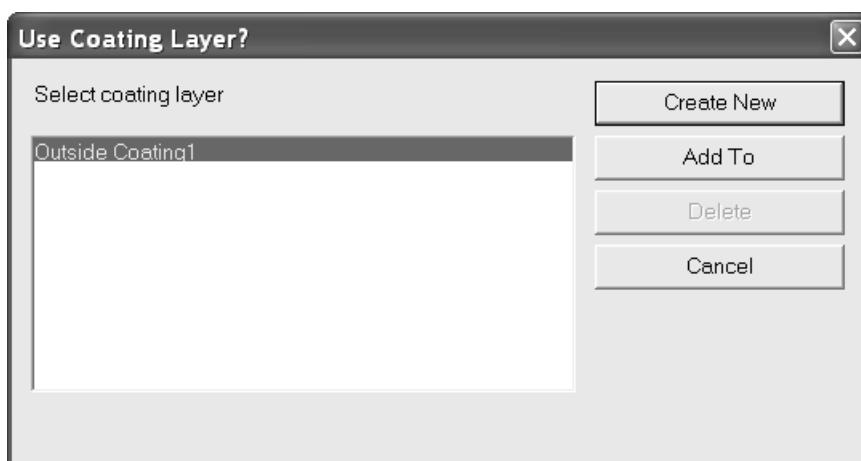 Use Coating Layer?
Select coating layer
Create New
Outside Coating1
Add To
Delete
Cancel